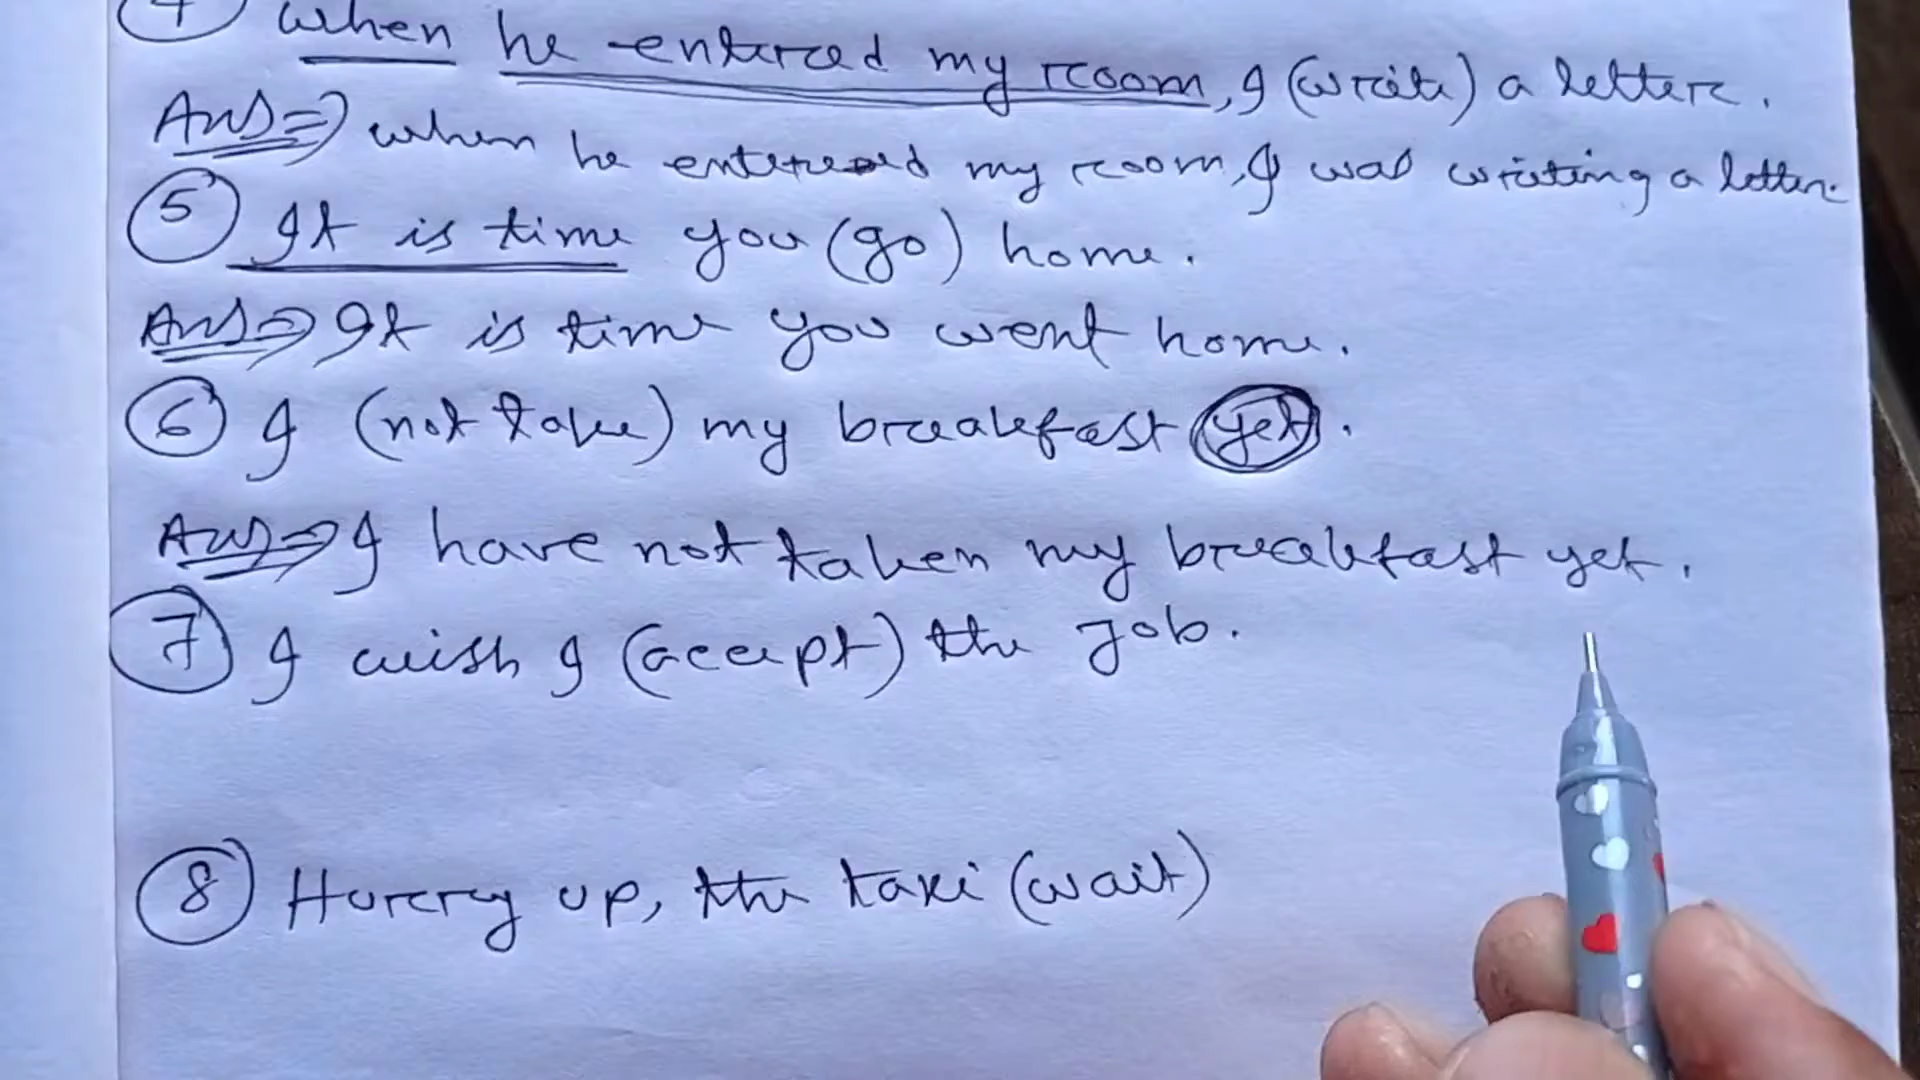 4 When he entered my room, I (write) a letter.
Ans=> when he entered my room, I was writing a letter.
5 It is time you (go) home.
Ans=> It is time you went home.
6 I (not take) my breakfast yet.
Ans=> I have not taken my breakfast yet.
7 I wish I (accept) the job.
8 Hurry up, the taxi (wait)